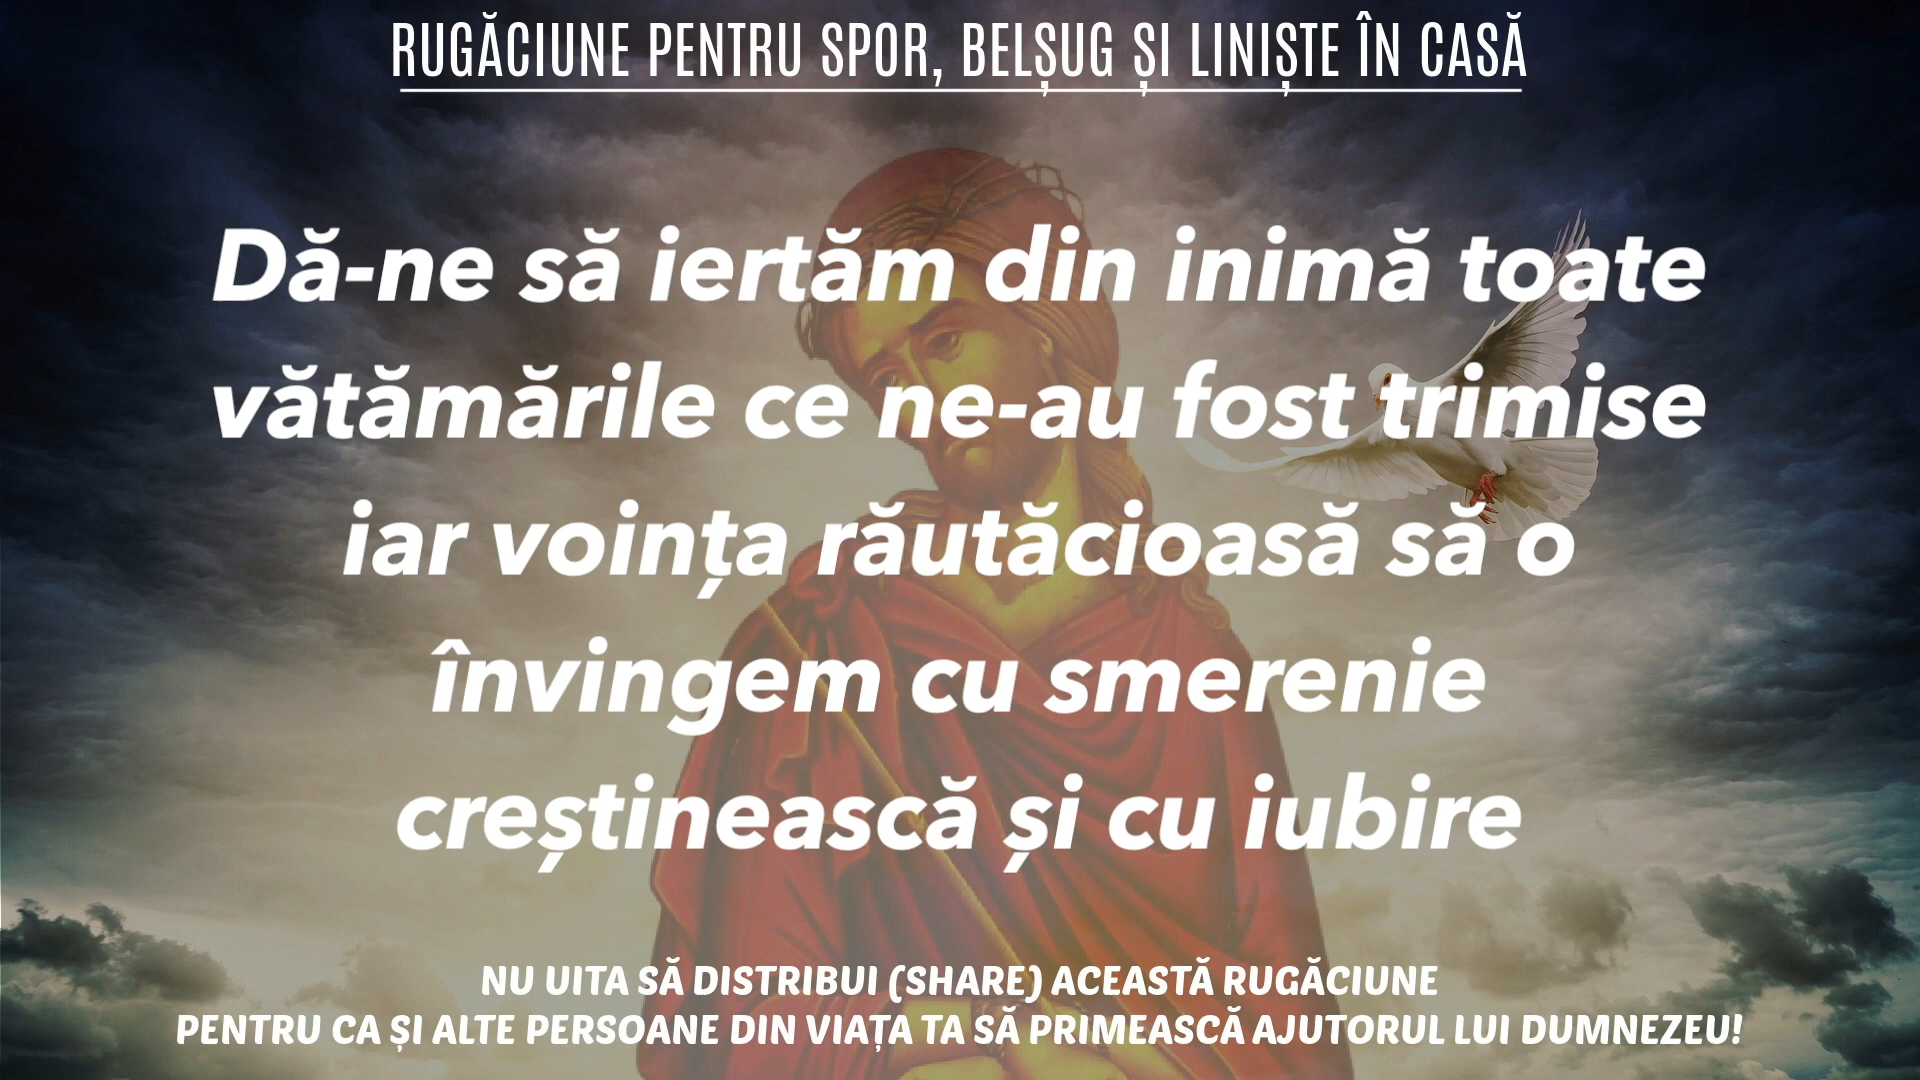 RUGĂCIUNE PENTRU SPOR, BELȘUG ȘI LINIȘTE ÎN CASĂ
Dă-ne să iertăm din inimă toate
vătămările ce ne-au fost trimise
iar voința răutăcioasă să o
învingem cu smerenie
creștinească și cu iubire
NU UITA SĂ DISTRIBUI (SHARE) ACEASTĂ RUGĂCIUNE
PENTRU CA ȘI ALTE PERSOANE DIN VIAȚA TA SĂ PRIMEASCĂ AJUTORUL LUI DUMNEZEU!